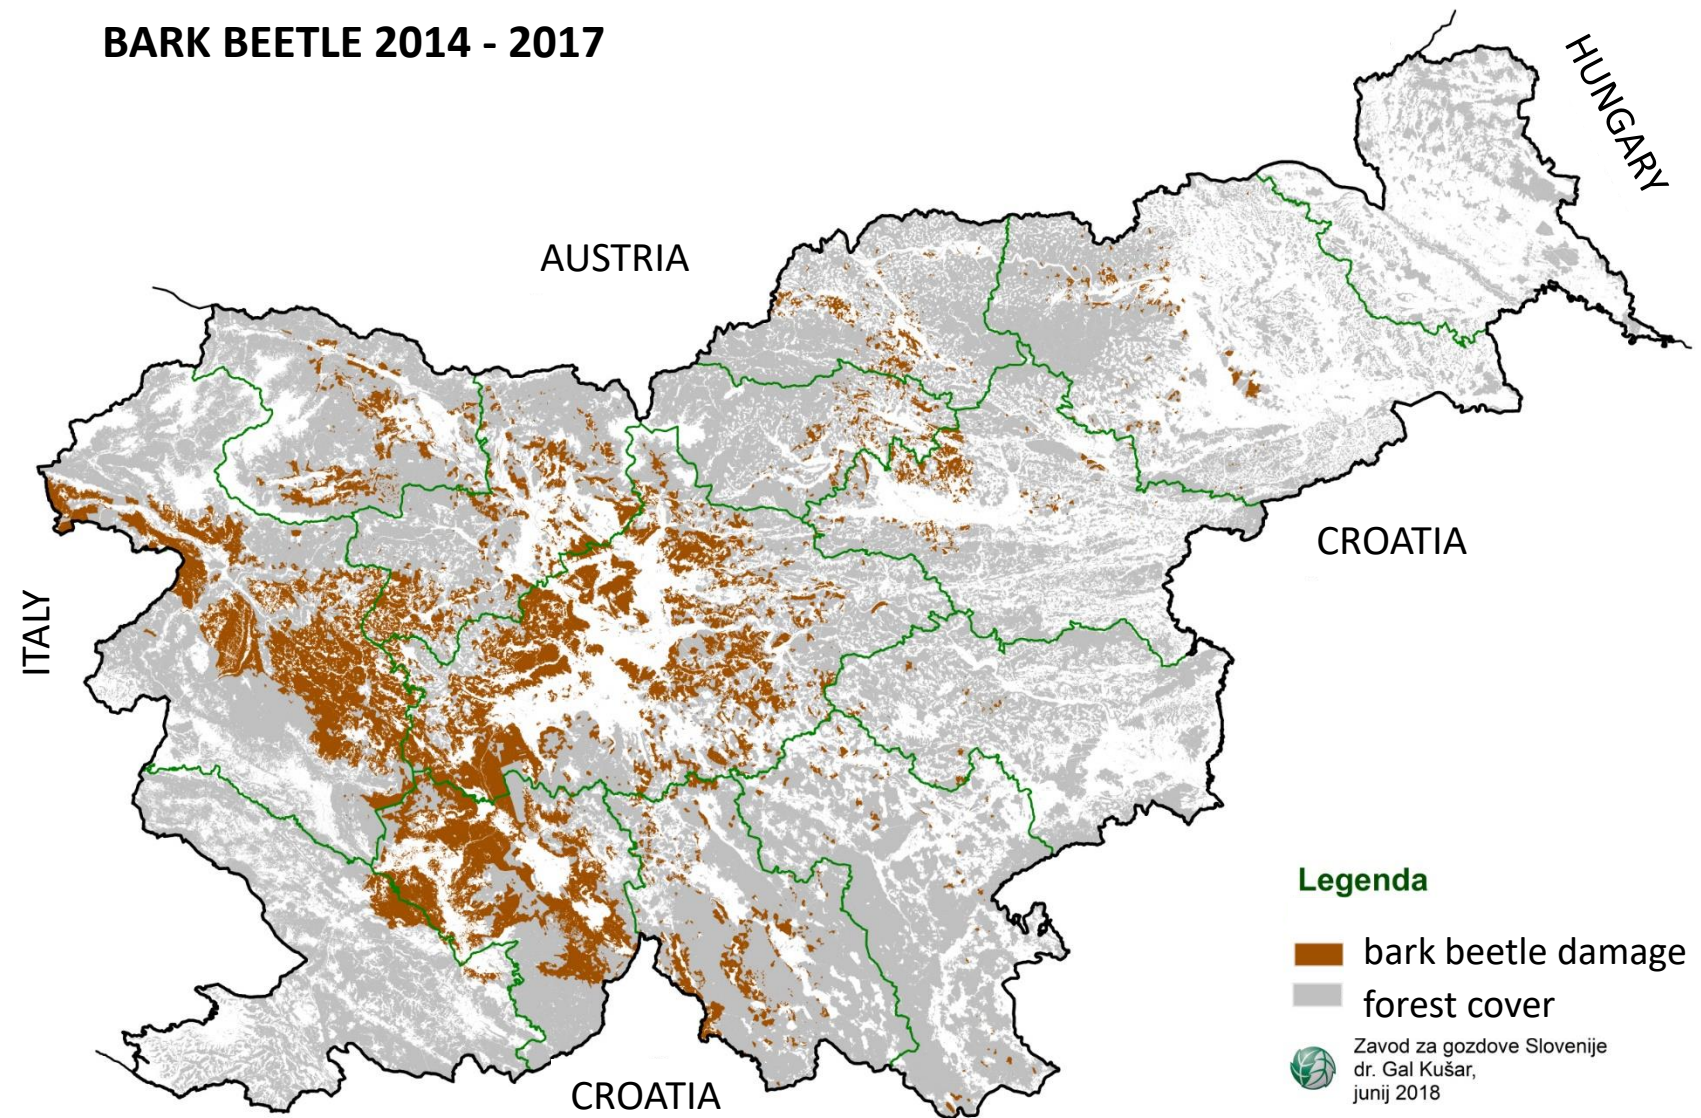 BARK BEETLE 2014 - 2017
HUNGARY
AUSTRIA
CROATIA
ITALY
Legenda
bark beetle damage
forest cover
Zavod za gozdove Slovenije
dr. Gal Kušar,
junij 2018
CROATIA